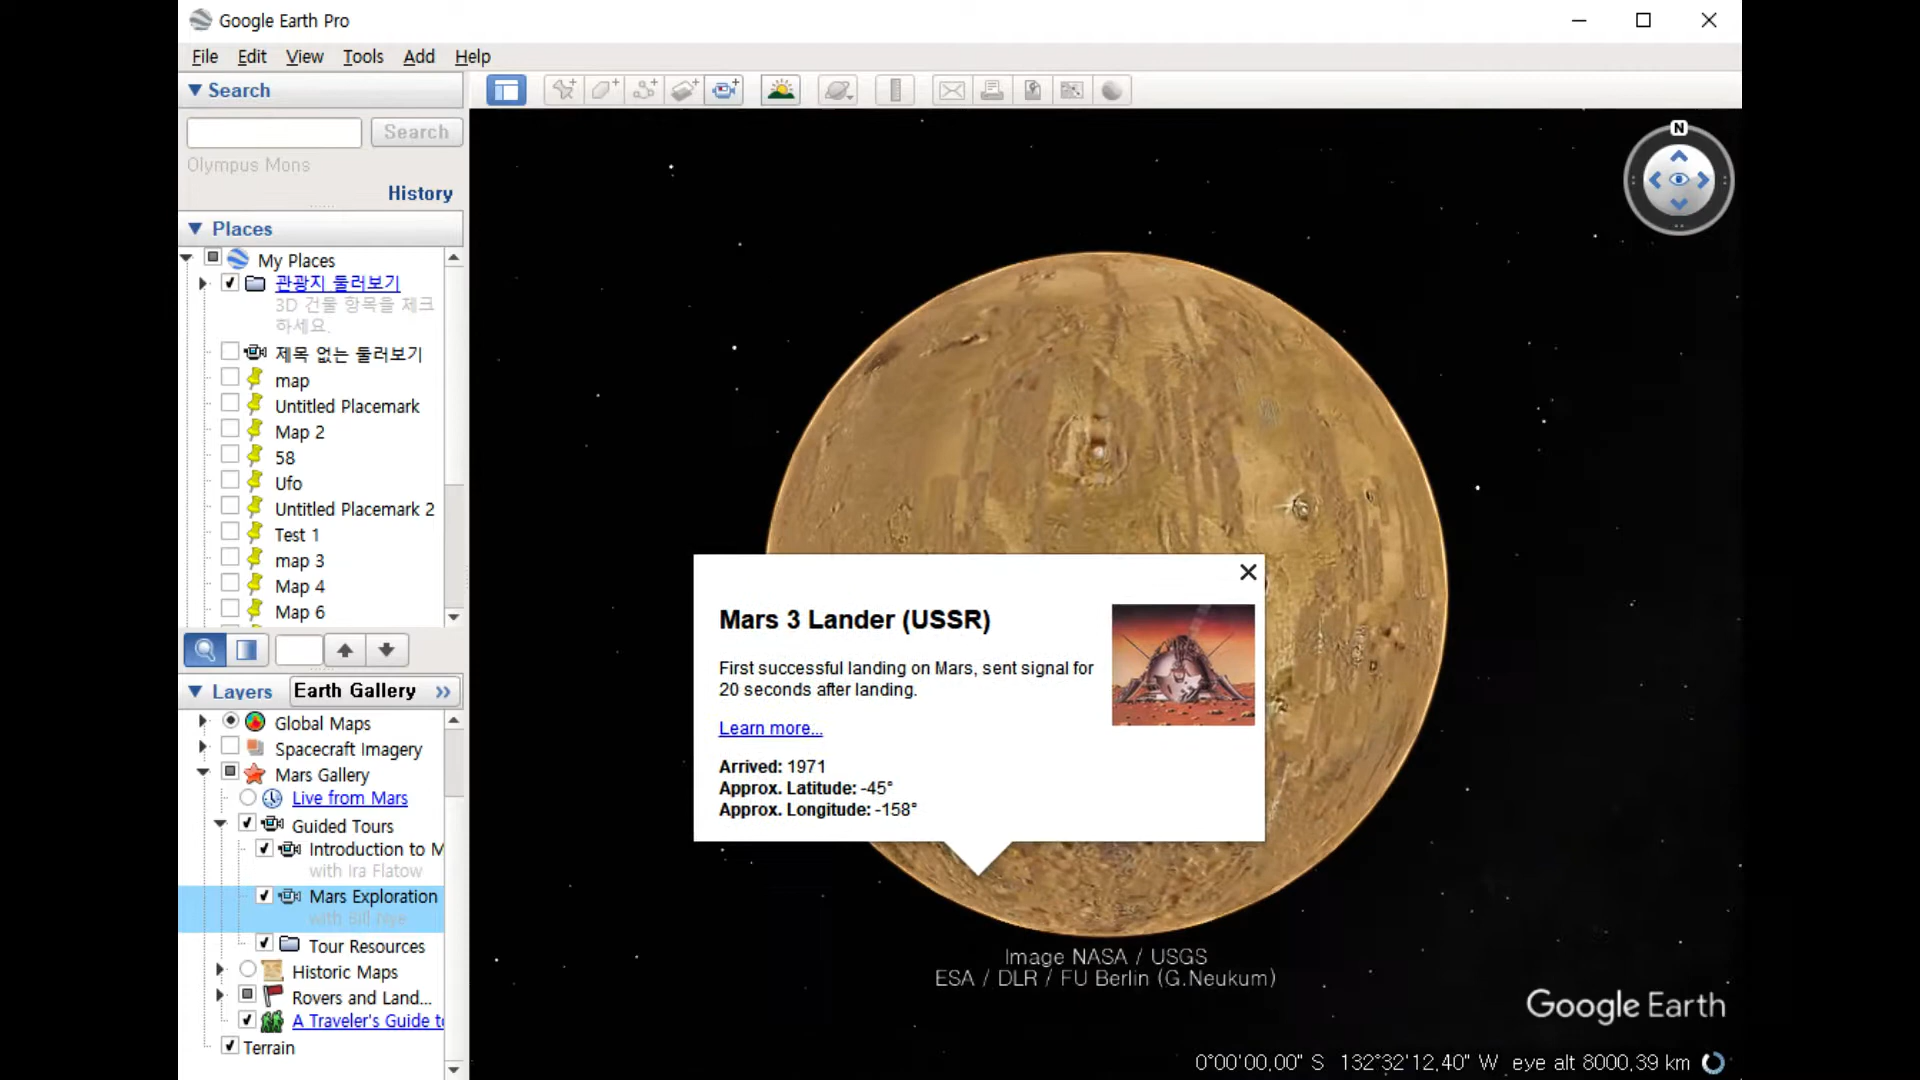 Google Earth Pro
File Edit View Tools Add Help
Search
Search
Olympus Mons
History
Places
My Places
관광지 둘러보기
3D 건물 항목을 체크
하세요.
제목 없는 둘러보기
map
Untitled Placemark
Map 2
58
Ufo
Untitled Placemark 2
Test 1
map 3
Map 4
Map 6
Layers
Earth Gallery »
Global Maps
Spacecraft Imagery
Mars Gallery
Live from Mars
Guided Tours
Introduction to M
with Ira Flatow
Mars Exploration
with Bill Nye
Tour Resources
Historic Maps
Rovers and Land...
A Traveler's Guide to
Terrain
N
Mars 3 Lander (USSR)
First successful landing on Mars, sent signal for
20 seconds after landing.
Learn more...
Arrived: 1971
Approx. Latitude: -45°
Approx. Longitude: -158°
Image NASA / USGS
ESA / DLR / FU Berlin (G.Neukum)
Google Earth
0°00'00,00" S 132°32'12,40" W eye alt 8000,39 km